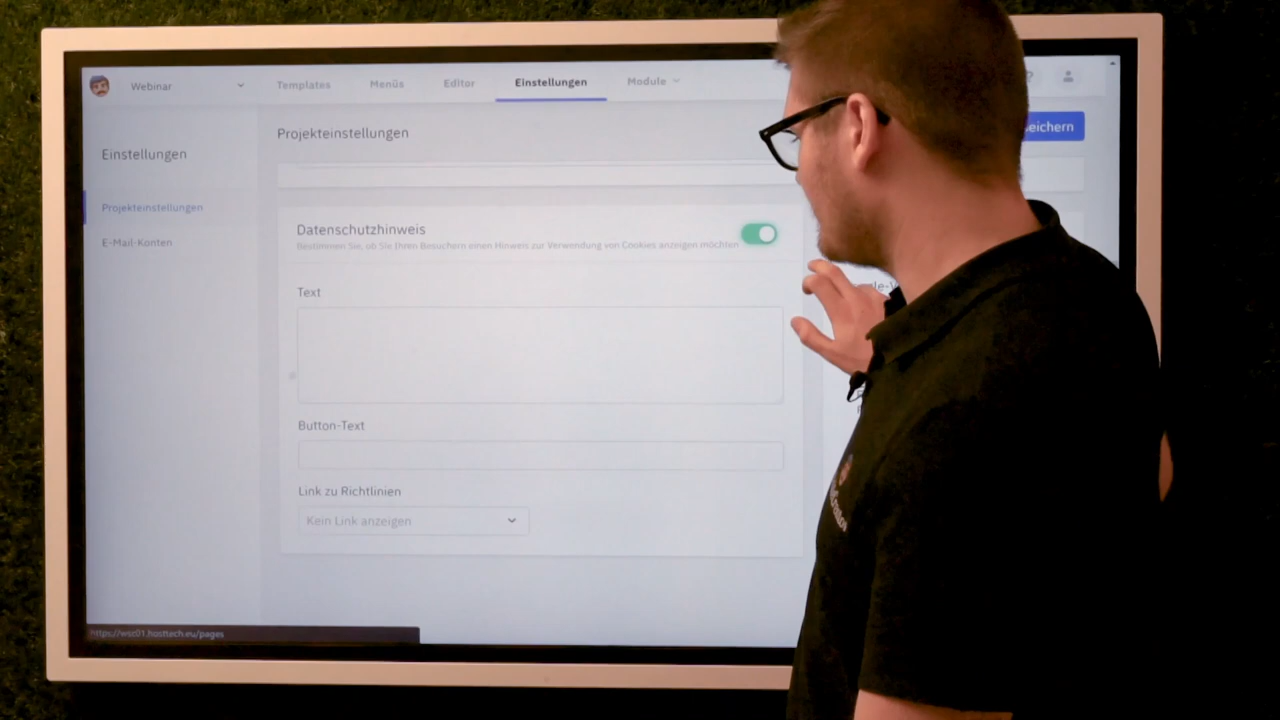 Webinar
Templates
Menüs
Editor
Einstellungen
Module
Projekteinstellungen
eichern
Einstellungen
Projekteinstellungen
E-Mail-Konten
Datenschutzhinweis
Bestimmen Sie, ob Sie Ihren Besuchern einen Hinweis zur Verwendung von Cookies anzeigen möchten
Text
Button-Text
Link zu Richtlinien
Kein Link anzeigen
https://wsc01.hosttech.eu/pages